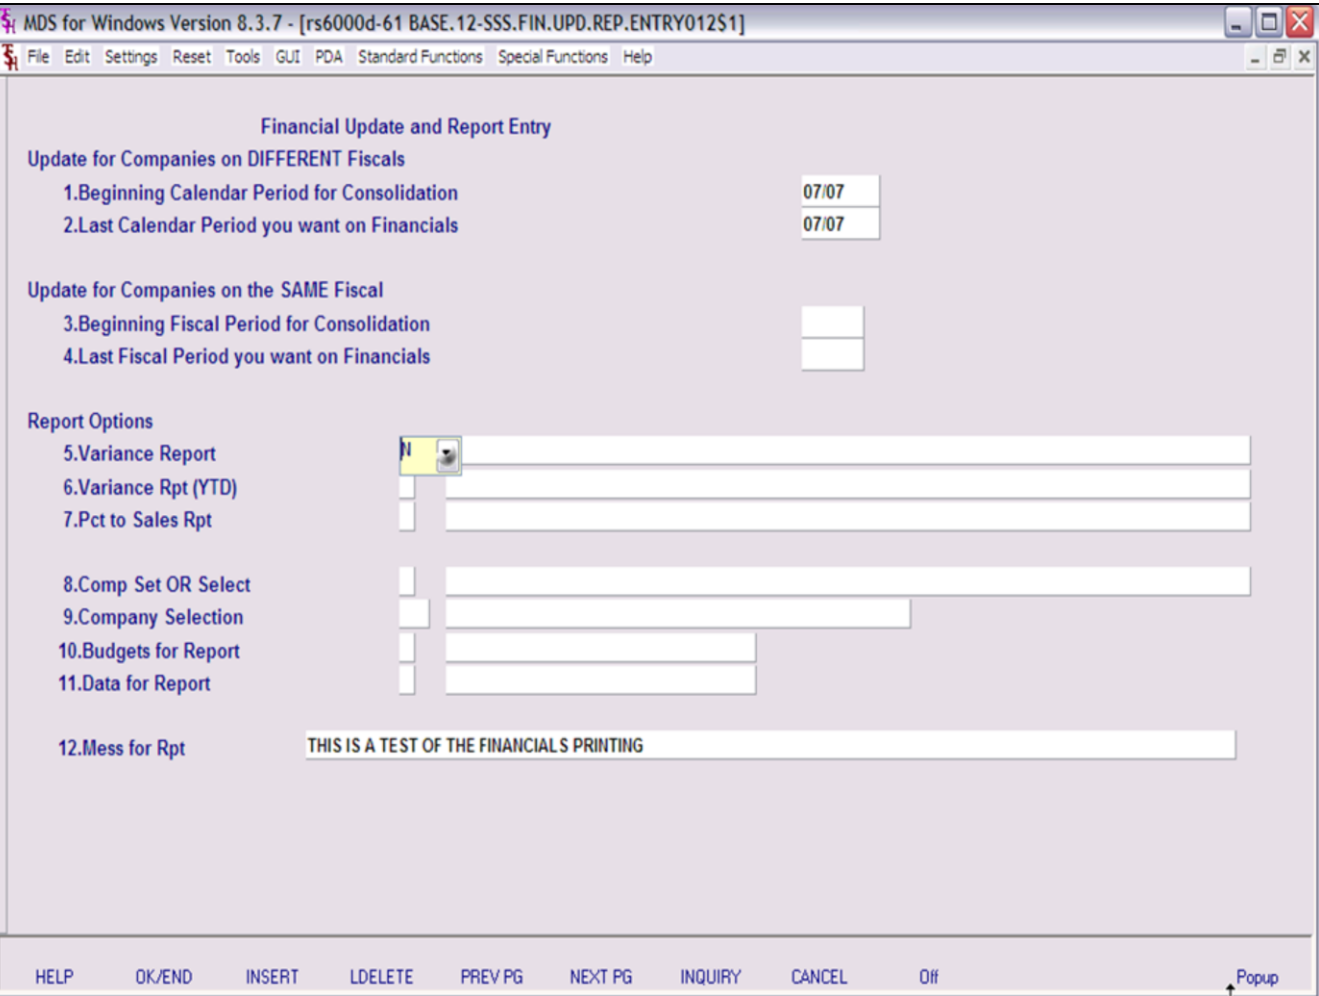 MDS for Windows Version 8.3.7 - [rs6000d-61 BASE.12-SSS.FIN.UPD.REP.ENTRY012$1]
File Edit Settings Reset Tools GUI PDA Standard Functions Special Functions Help
Financial Update and Report Entry
Update for Companies on DIFFERENT Fiscals
1.Beginning Calendar Period for Consolidation 07/07
2.Last Calendar Period you want on Financials 07/07
Update for Companies on the SAME Fiscal
3.Beginning Fiscal Period for Consolidation
4.Last Fiscal Period you want on Financials
Report Options
5.Variance Report N
6.Variance Rpt (YTD)
7.Pct to Sales Rpt
8.Comp Set OR Select
9.Company Selection
10.Budgets for Report
11.Data for Report
12.Mess for Rpt THIS IS A TEST OF THE FINANCIALS PRINTING
HELP OK/END INSERT LDELETE PREV PG NEXT PG INQUIRY CANCEL Off Popup